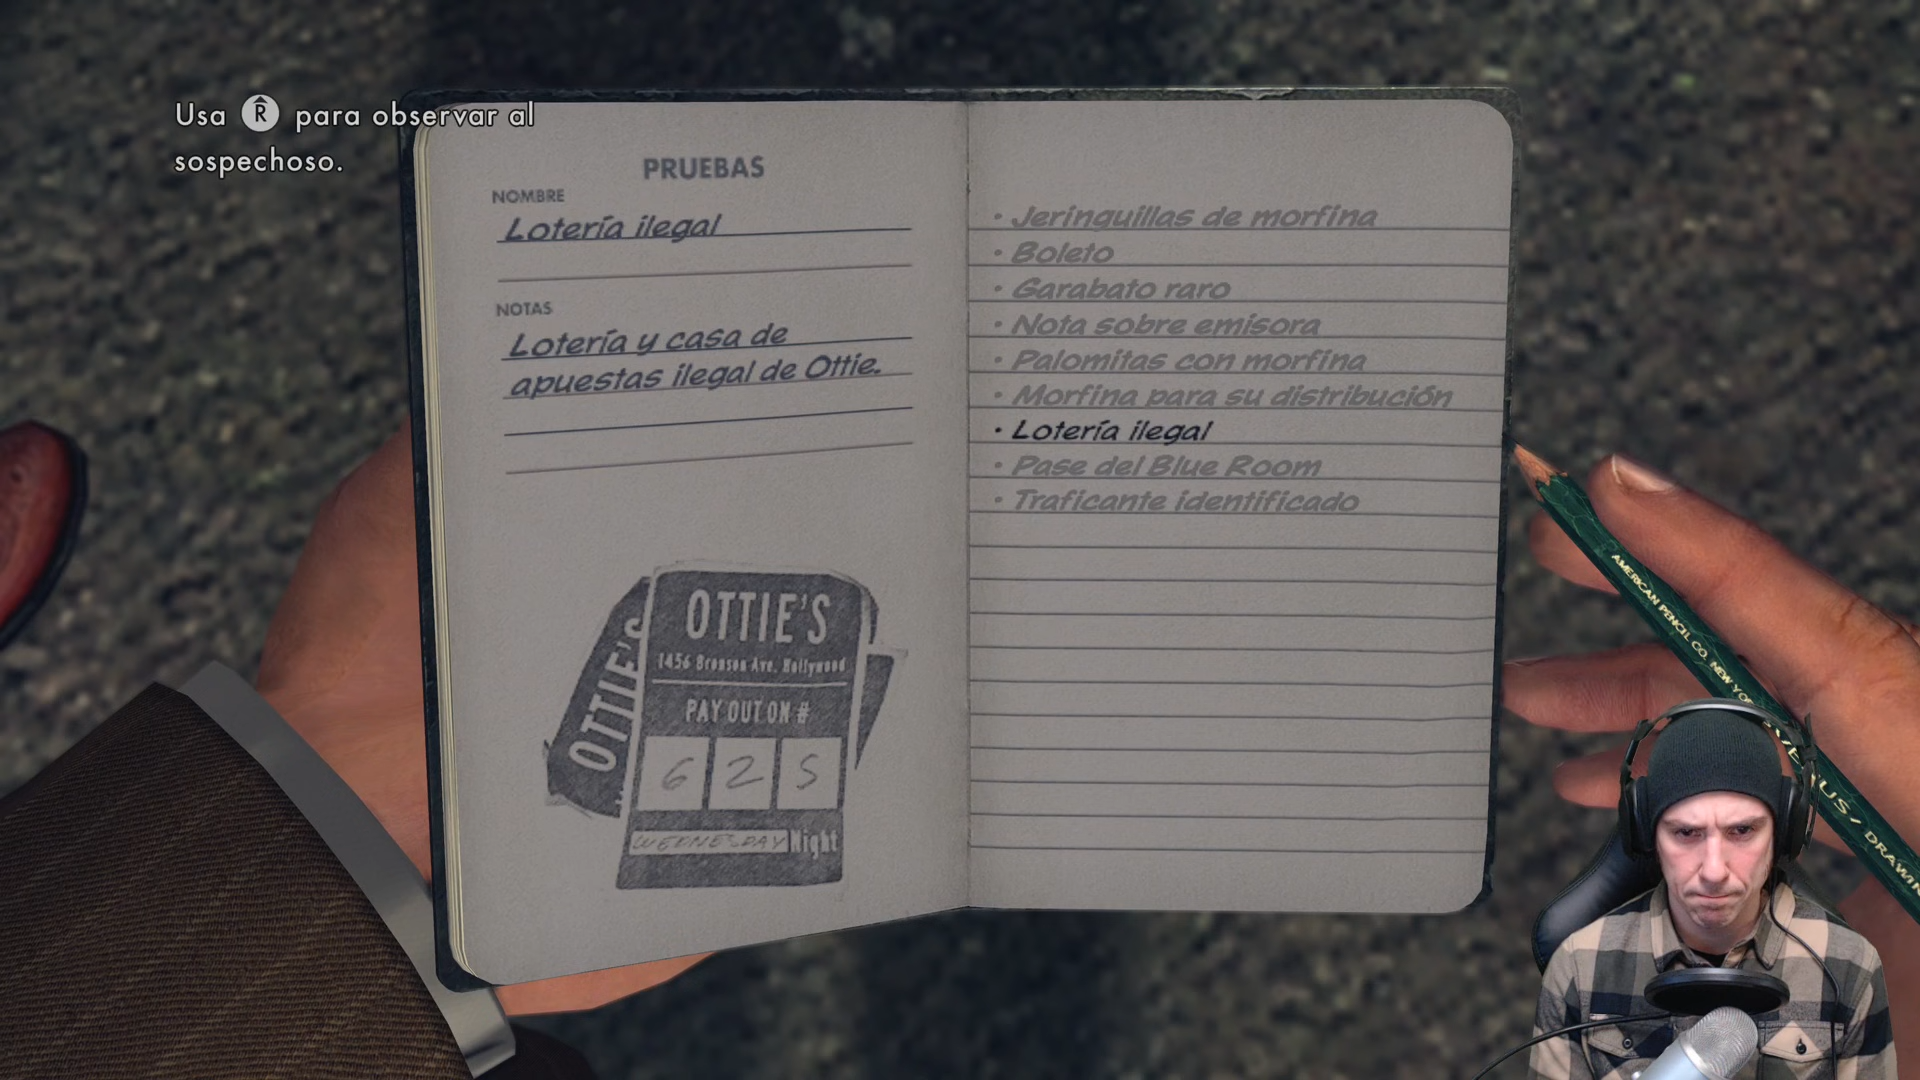 Usa R para observar al
sospechoso.
PRUEBAS
NOMBRE
Lotería ilegal
NOTAS
Lotería y casa de
apuestas ilegal de Ottie.
OTTIE'S
OTTIE'S
1456 Bronson Ave. Hollywood
PAY OUT ON #
6 2 5
WEDNESDAY Night
• Jeringuillas de morfina
• Boleto
• Garabato raro
• Nota sobre emisora
• Palomitas con morfina
• Morfina para su distribución
• Lotería ilegal
• Pase del Blue Room
• Traficante identificado
AMERICAN PENCIL CO. NEW YORK
VENUS / DRAWIN